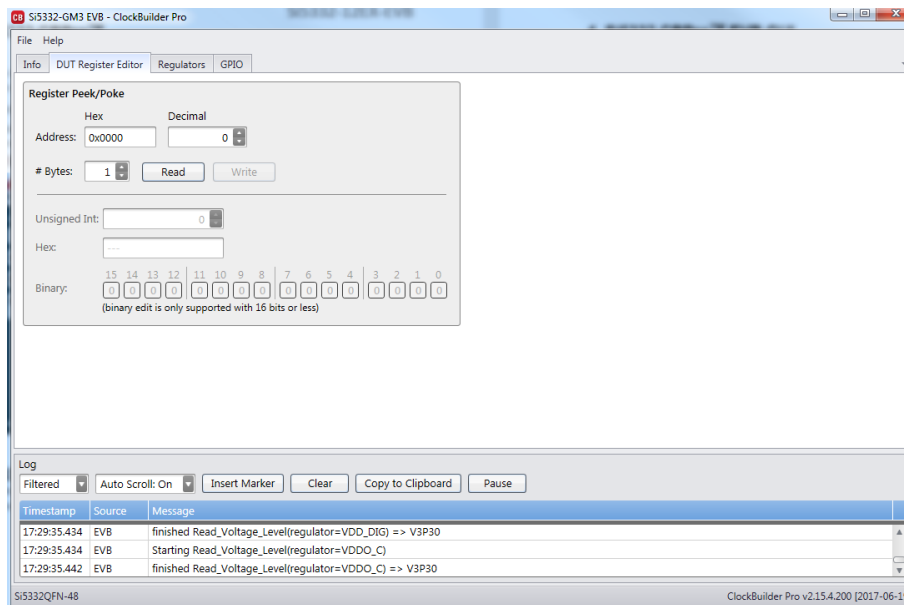 CB Si5332-GM3 EVB - ClockBuilder Pro
File Help
Info DUT Register Editor Regulators GPIO
Register Peek/Poke
Hex Decimal
Address: 0x0000 0
# Bytes: 1 Read Write
Unsigned Int: 0
Hex: ---
15 14 13 12 11 10 9 8 7 6 5 4 3 2 1 0
Binary: 0 0 0 0 0 0 0 0 0 0 0 0 0 0 0 0
(binary edit is only supported with 16 bits or less)
Log
Filtered Auto Scroll: On Insert Marker Clear Copy to Clipboard Pause
Timestamp Source Message
17:29:35.434 EVB finished Read_Voltage_Level(regulator=VDD_DIG) => V3P30
17:29:35.434 EVB Starting Read_Voltage_Level(regulator=VDDO_C)
17:29:35.442 EVB finished Read_Voltage_Level(regulator=VDDO_C) => V3P30
Si5332QFN-48 ClockBuilder Pro v2.15.4.200 [2017-06-1